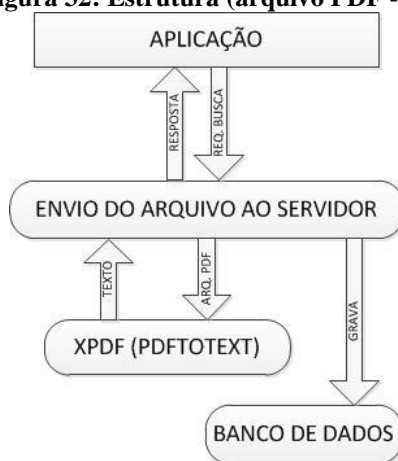 gura 32: Estrutura (arquivo PDF -
APLICAÇÃO
RESPOSTA
REQ. BUSCA
ENVIO DO ARQUIVO AO SERVIDOR
TEXTO
ARQ. PDF
GRAVA
XPDF (PDFTOTEXT)
BANCO DE DADOS